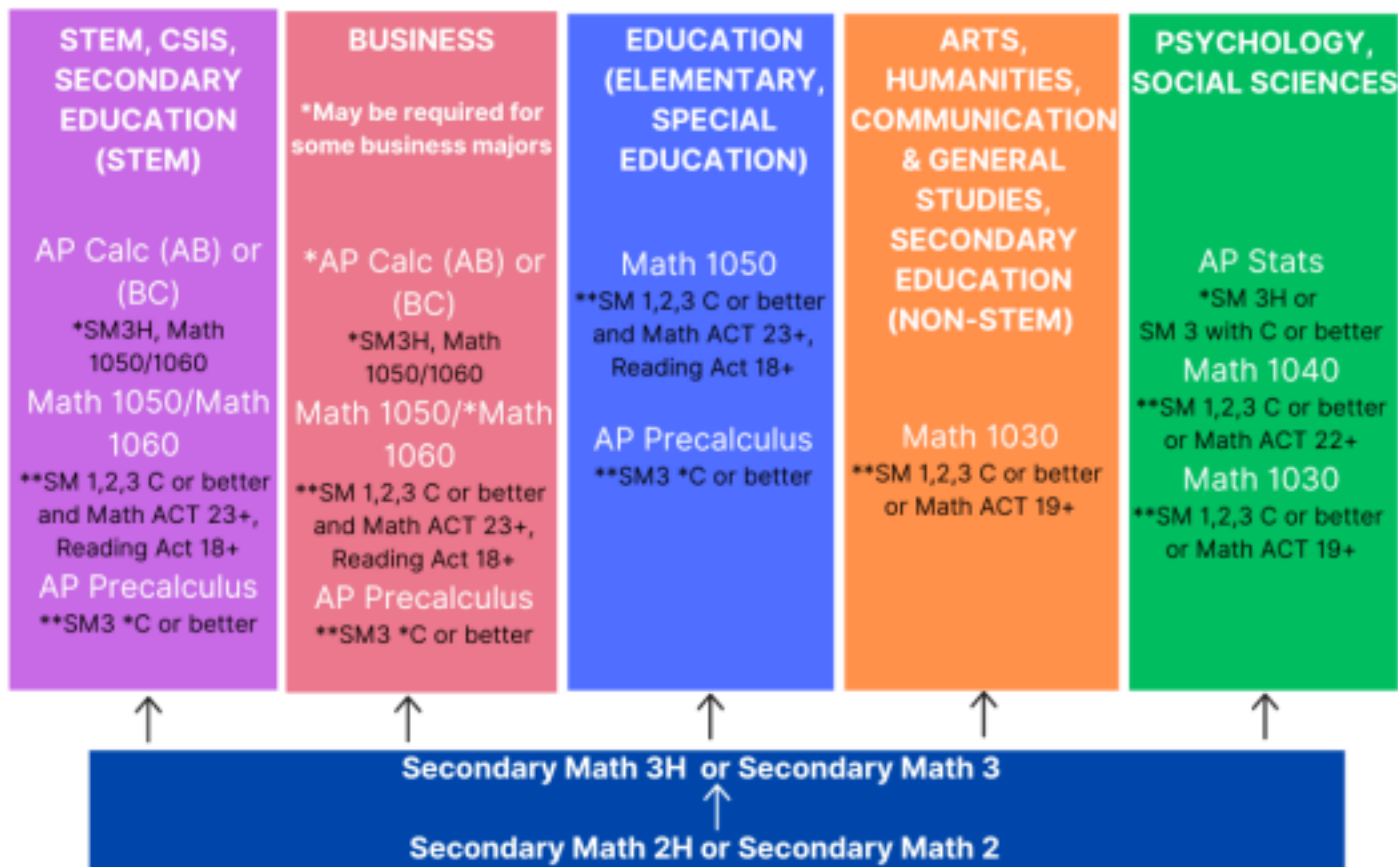 STEM, CSIS,
SECONDARY
EDUCATION
(STEM)
AP Calc (AB) or
(BC)
*SM3H, Math
1050/1060
Math 1050/Math
1060
**SM 1,2,3 C or better
and Math ACT 23+,
Reading Act 18+
AP Precalculus
**SM3 *C or better
BUSINESS
*May be required for
some business majors
*AP Calc (AB) or
(BC)
*SM3H, Math
1050/1060
Math 1050/*Math
1060
**SM 1,2,3 C or better
and Math ACT 23+,
Reading Act 18+
AP Precalculus
**SM3 *C or better
EDUCATION
(ELEMENTARY,
SPECIAL
EDUCATION)
Math 1050
**SM 1,2,3 C or better
and Math ACT 23+,
Reading Act 18+
AP Precalculus
**SM3 *C or better
ARTS,
HUMANITIES,
COMMUNICATION
& GENERAL
STUDIES,
SECONDARY
EDUCATION
(NON-STEM)
Math 1030
**SM 1,2,3 C or better
or Math ACT 19+
PSYCHOLOGY,
SOCIAL SCIENCES
AP Stats
*SM 3H or
SM 3 with C or better
Math 1040
**SM 1,2,3 C or better
or Math ACT 22+
Math 1030
**SM 1,2,3 C or better
or Math ACT 19+
Secondary Math 3H or Secondary Math 3
Secondary Math 2H or Secondary Math 2